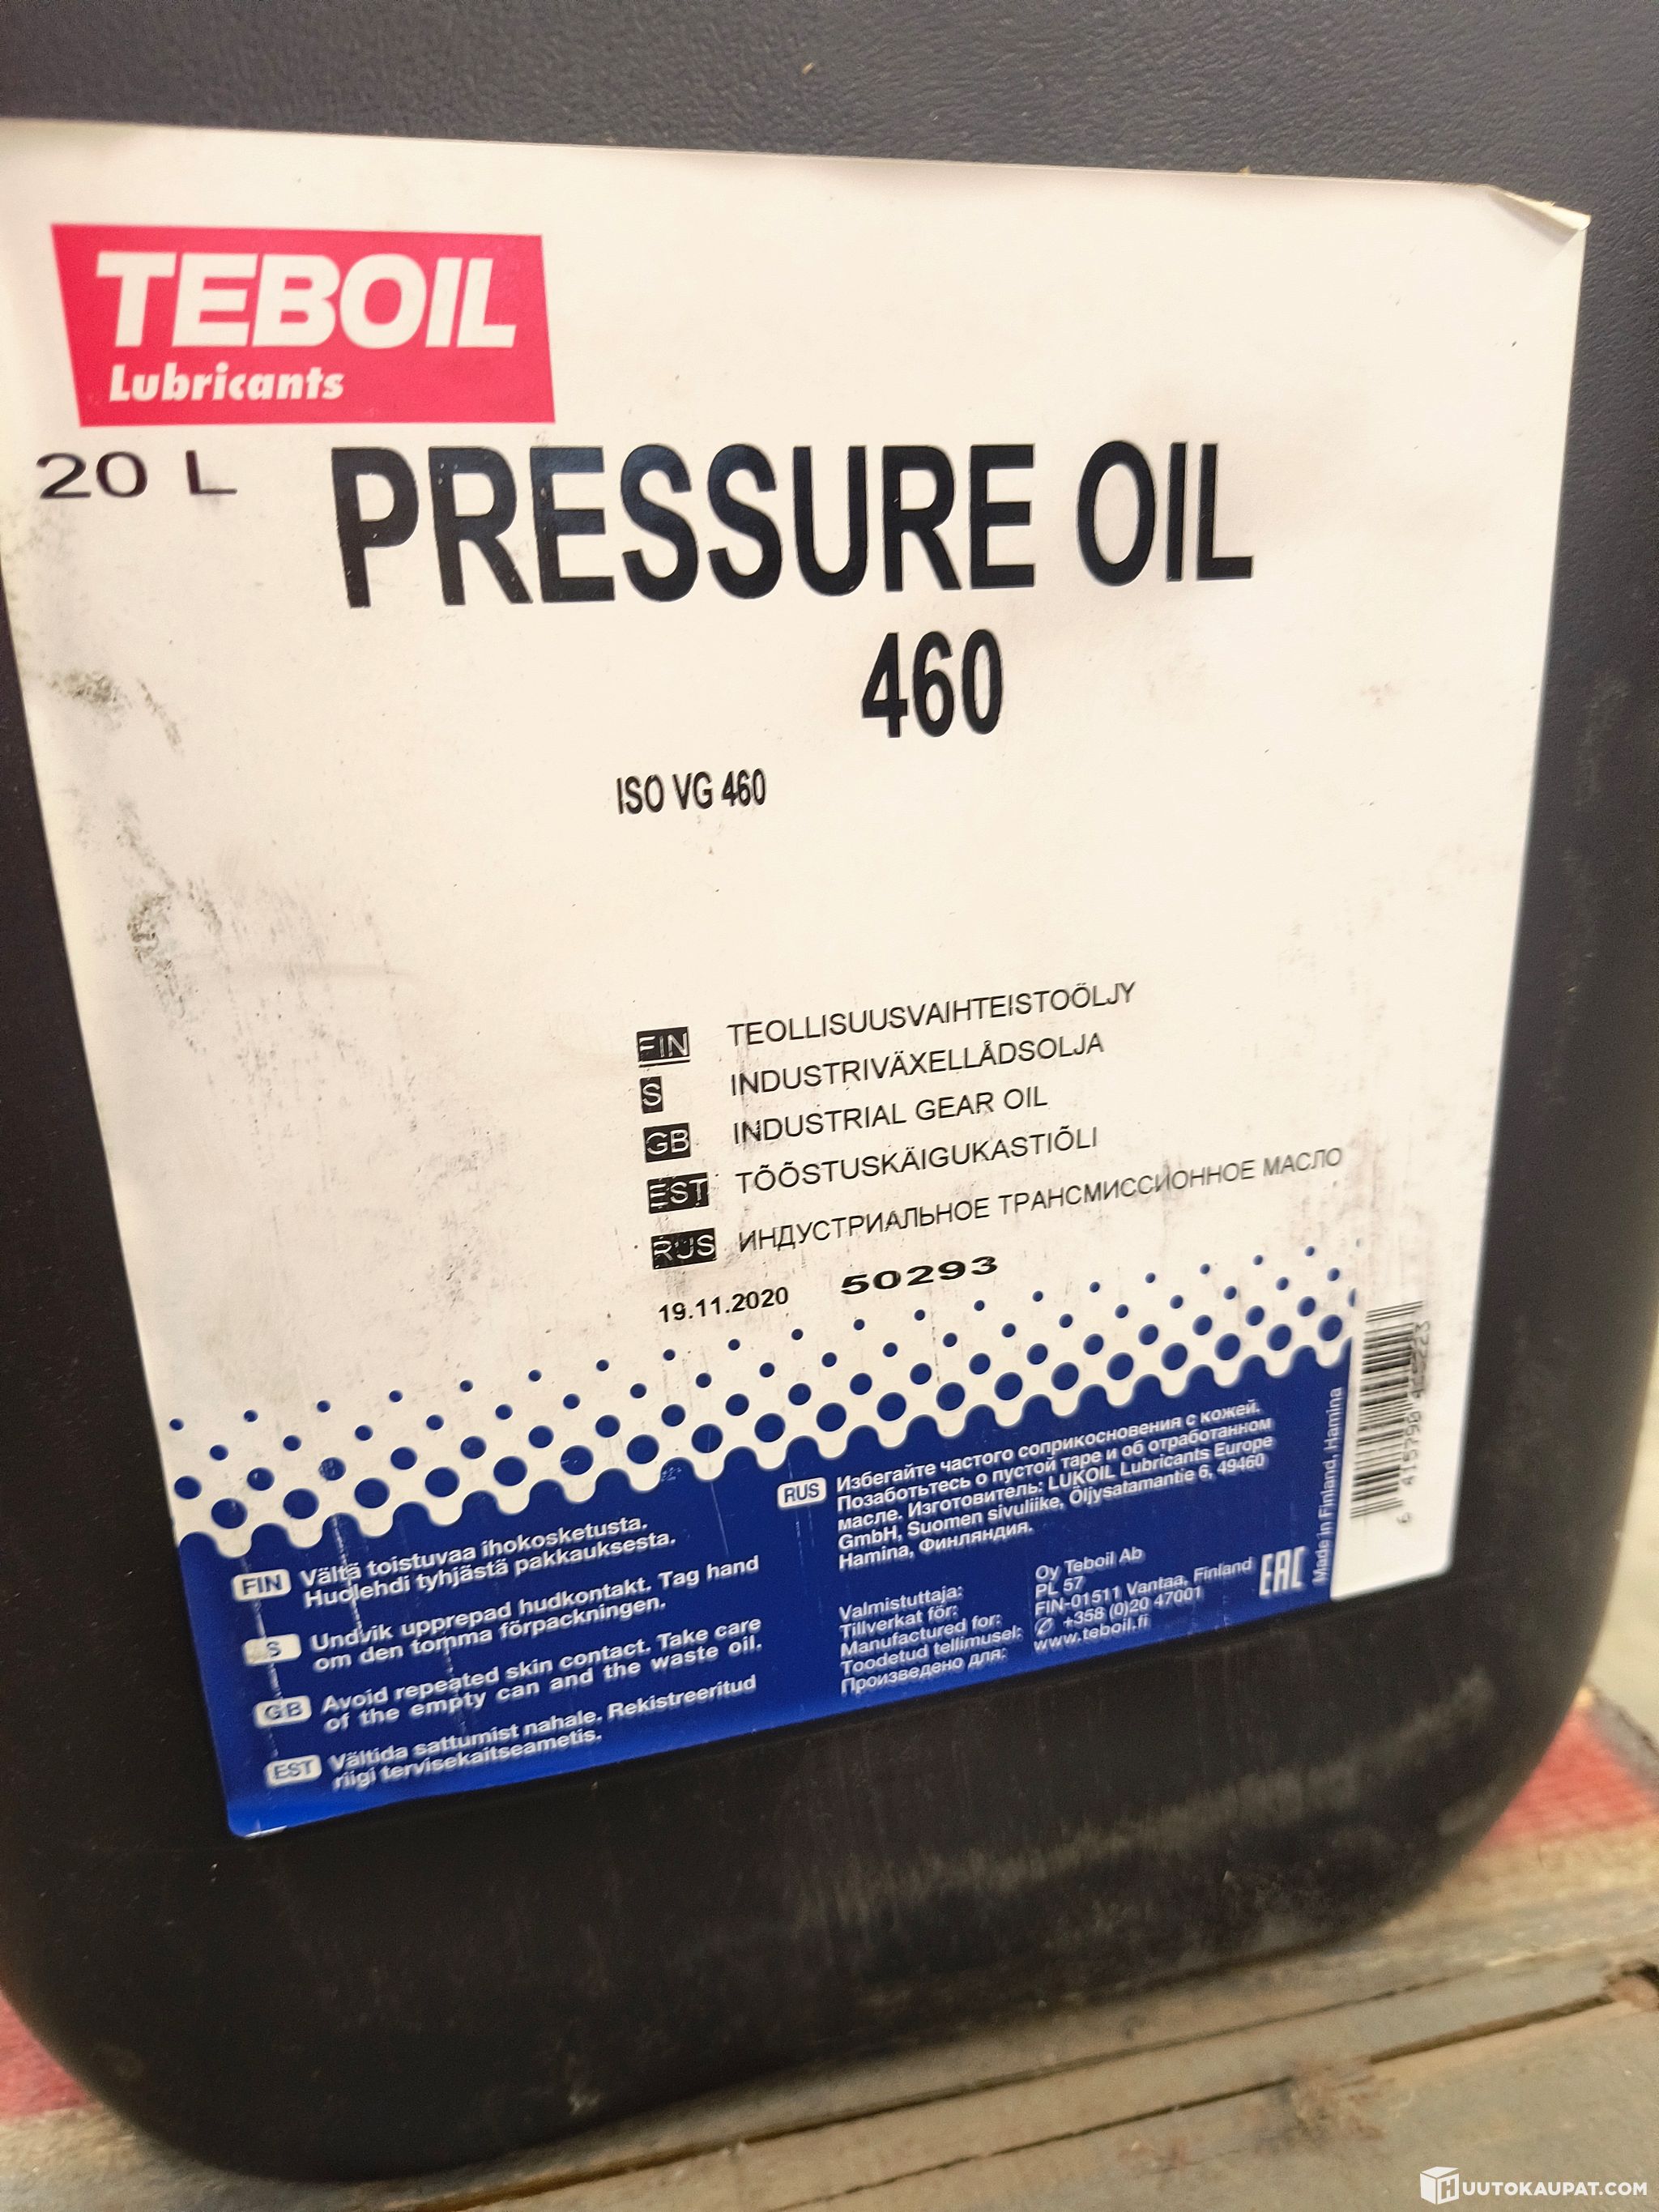 TEBOIL
Lubricants
20 L
PRESSURE OIL
460
ISO VG 460
FIN TEOLLISUUSVAIHTEISTOÖLJY
S INDUSTRIVÄXELLÅDSOLJA
GB INDUSTRIAL GEAR OIL
EST TÖÖSTUSKÄIGUKASTIÕLI
RUS ИНДУСТРИАЛЬНОЕ ТРАНСМИССИОННОЕ МАСЛО
19.11.2020 50293
FIN Vältä toistuvaa ihokosketusta.
Huolehdi tyhjästä pakkauksesta.
S Undvik upprepad hudkontakt. Tag hand
om den tomma förpackningen.
GB Avoid repeated skin contact. Take care
of the empty can and the waste oil.
EST Vältida sattumist nahale. Rekistreeritud
riigi tervisekaitseametis.
RUS Избегайте частого соприкосновения с кожей.
Позаботьтесь о пустой таре и об отработанном
масле. Изготовитель: LUKOIL Lubricants Europe
GmbH, Suomen sivuliike, Öljysatamantie 6, 49460
Hamina, Финляндия.
Valmistuttaja:
Tillverkat för:
Manufactured for:
Toodetud tellimusel:
Произведено для:
Oy Teboil Ab
PL 57
FIN-01511 Vantaa, Finland
+358 (0)20 47001
www.teboil.fi
EAC
Made in Finland, Hamina
HUUTOKAUPAT.COM